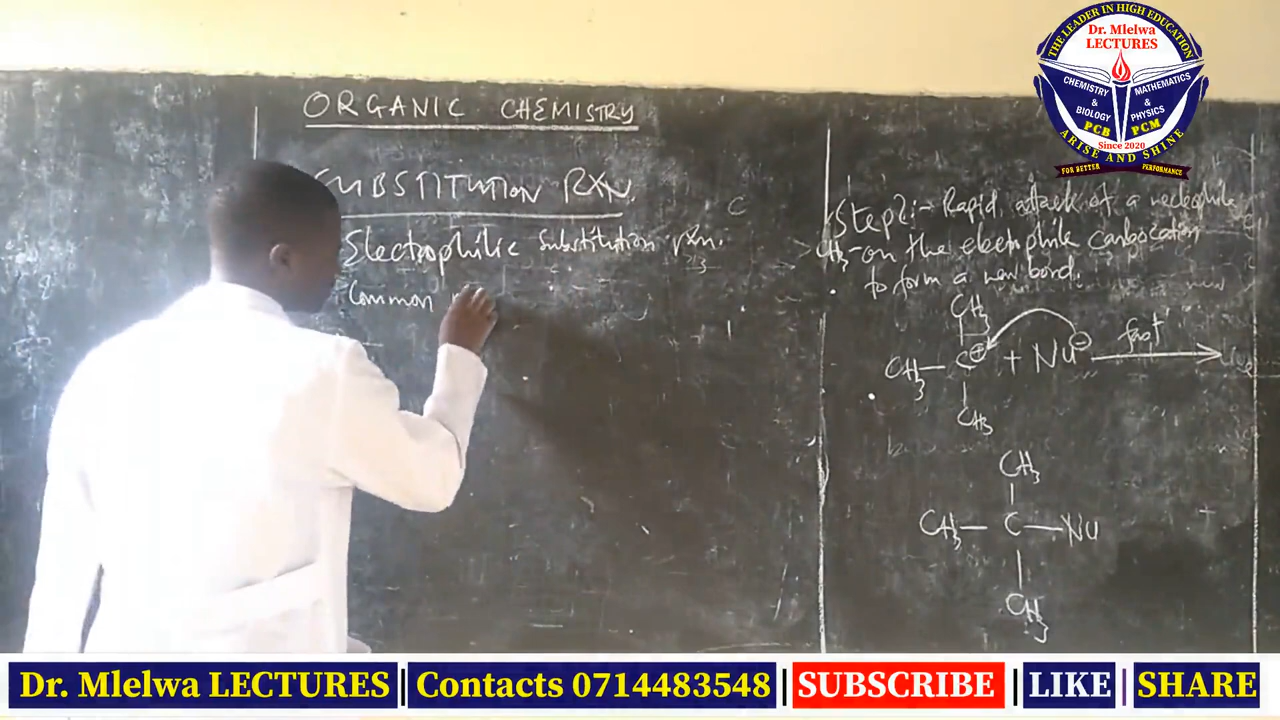 ORGANIC CHEMISTRY
SUBSTITUTION RXN.
Electrophilic Substitution rxn.
Common
Step 2:- Rapid attack of a nucleophile
on the electrophile carbocation
to form a new bond.
CH3
CH3— C⊕ + Nu⊖ fast
CH3
CH3
CH3— C —Nu
CH3
THE LEADER IN HIGH EDUCATION
Dr. Mlelwa
LECTURES
CHEMISTRY
&
BIOLOGY
PCB
MATHEMATICS
&
PHYSICS
PCM
Since 2020
ARISE AND SHINE
FOR BETTER PERFORMANCE
Dr. Mlelwa LECTURES | Contacts 0714483548 | SUBSCRIBE | LIKE | SHARE